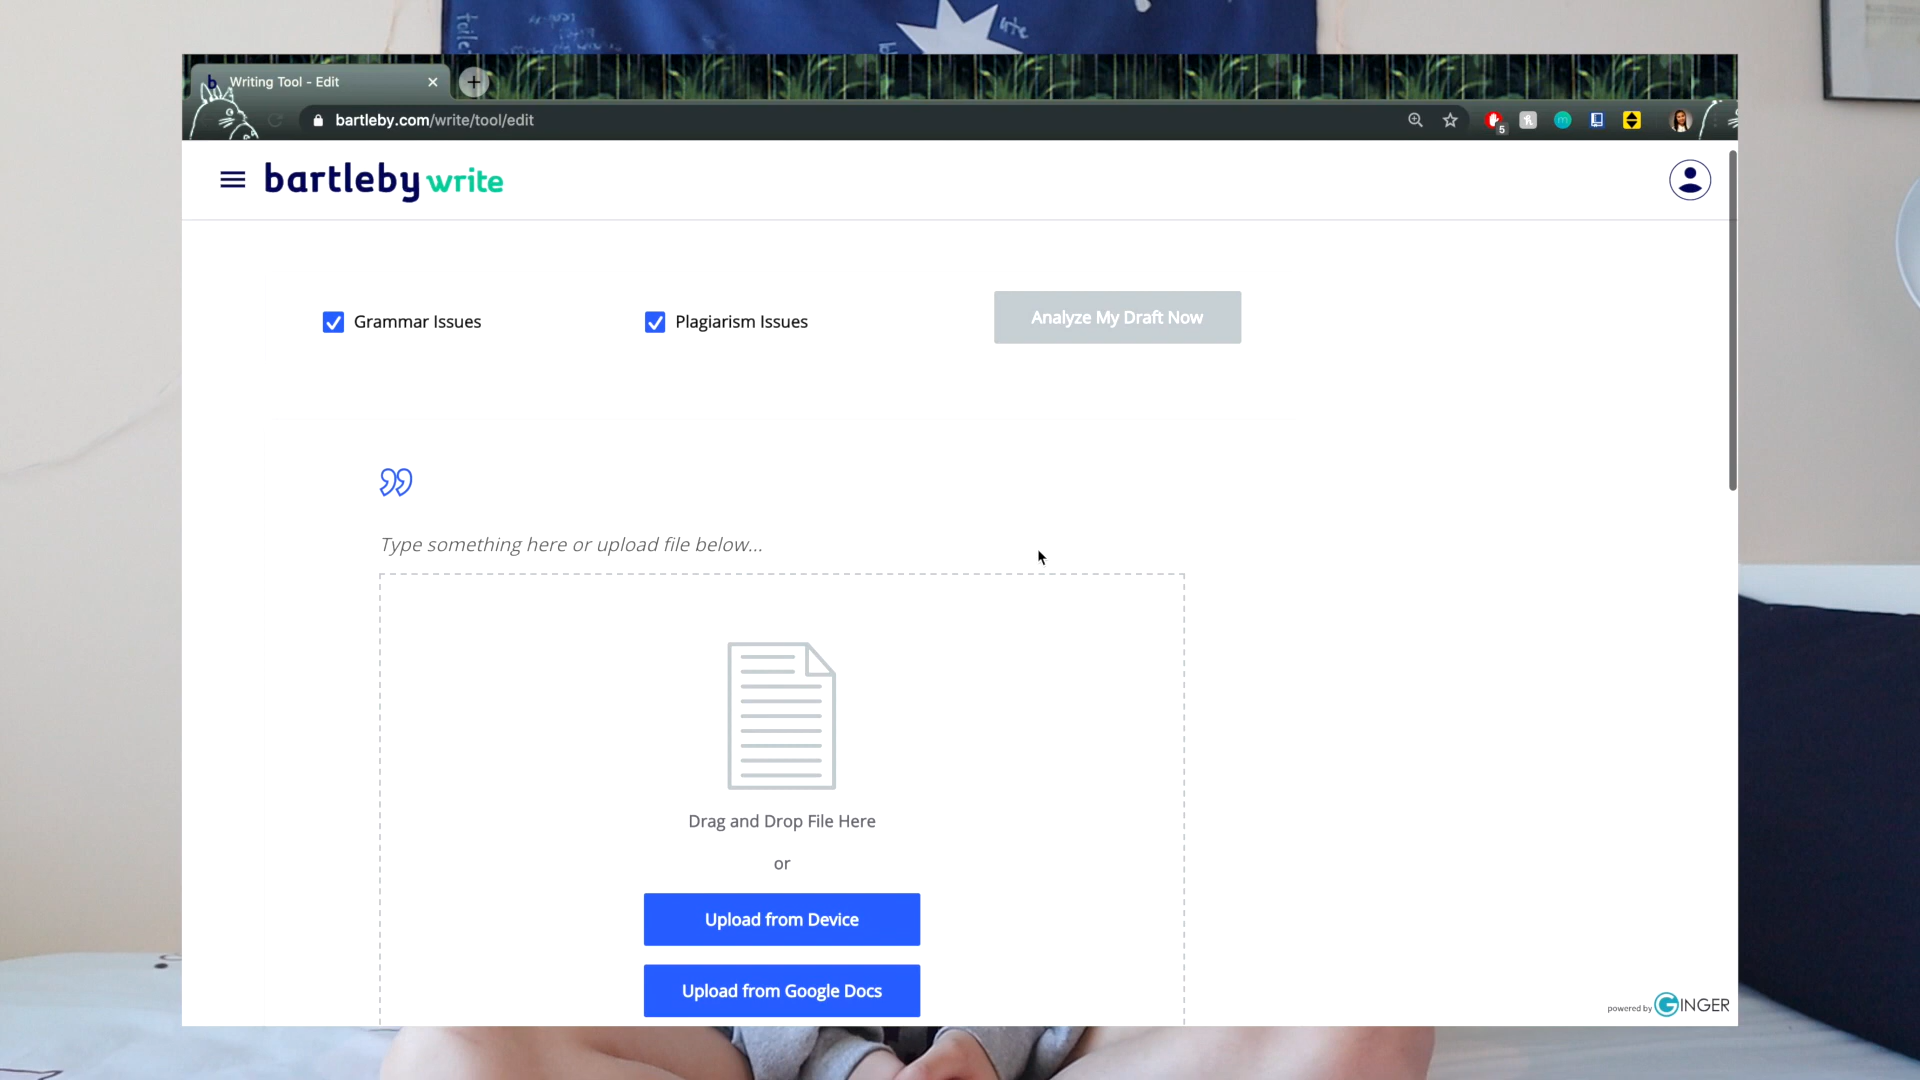 Writing Tool - Edit
bartleby.com/write/tool/edit
5
bartleby write
Grammar Issues
Plagiarism Issues
Analyze My Draft Now
Type something here or upload file below...
Drag and Drop File Here
or
Upload from Device
Upload from Google Docs
powered by GINGER